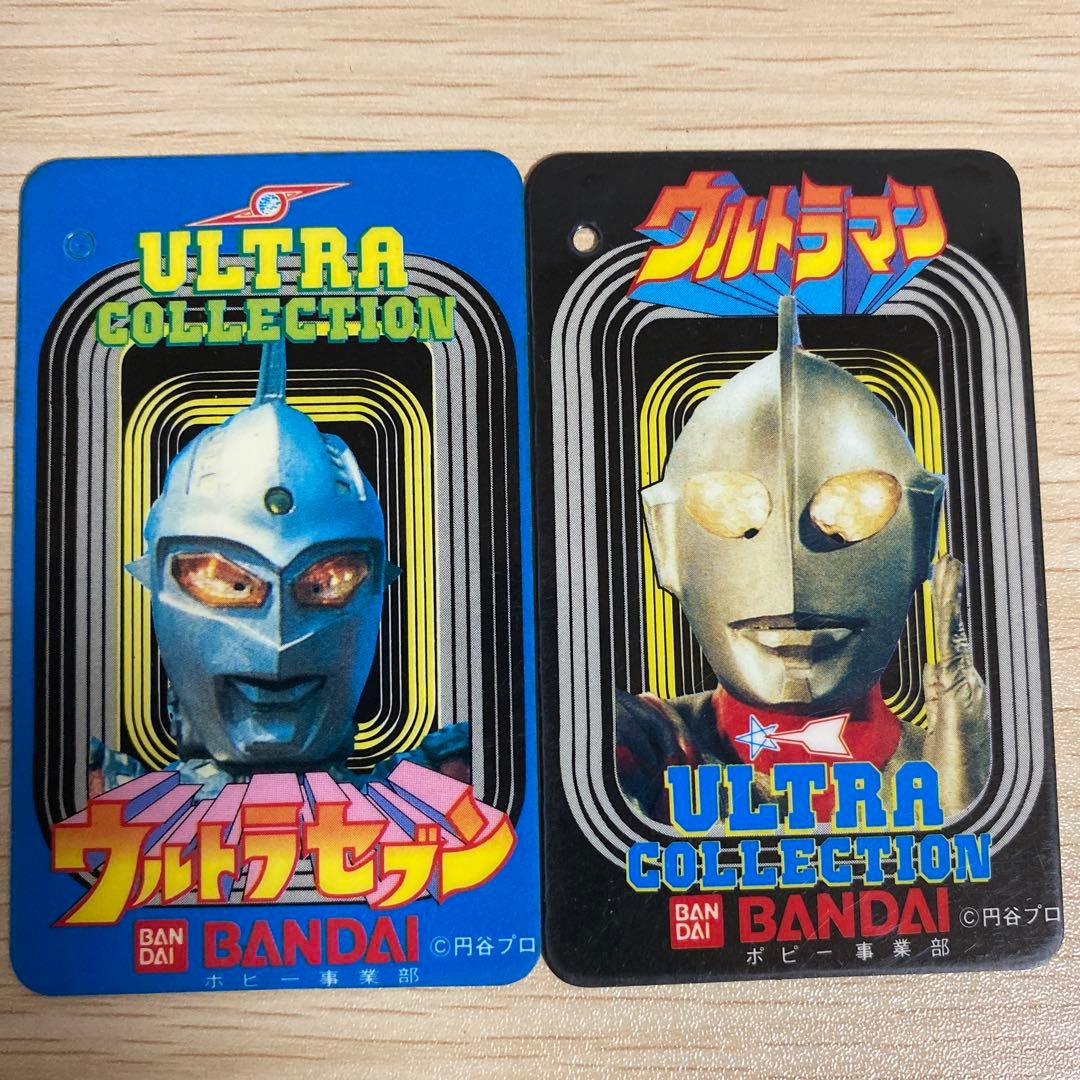 ULTRA
COLLECTION
ウルトラセブン
BAN
DAI
BANDAI
©円谷プロ
ポピー事業部
ウルトラマン
ULTRA
COLLECTION
BAN
DAI
BANDAI
©円谷プロ
ポピー事業部